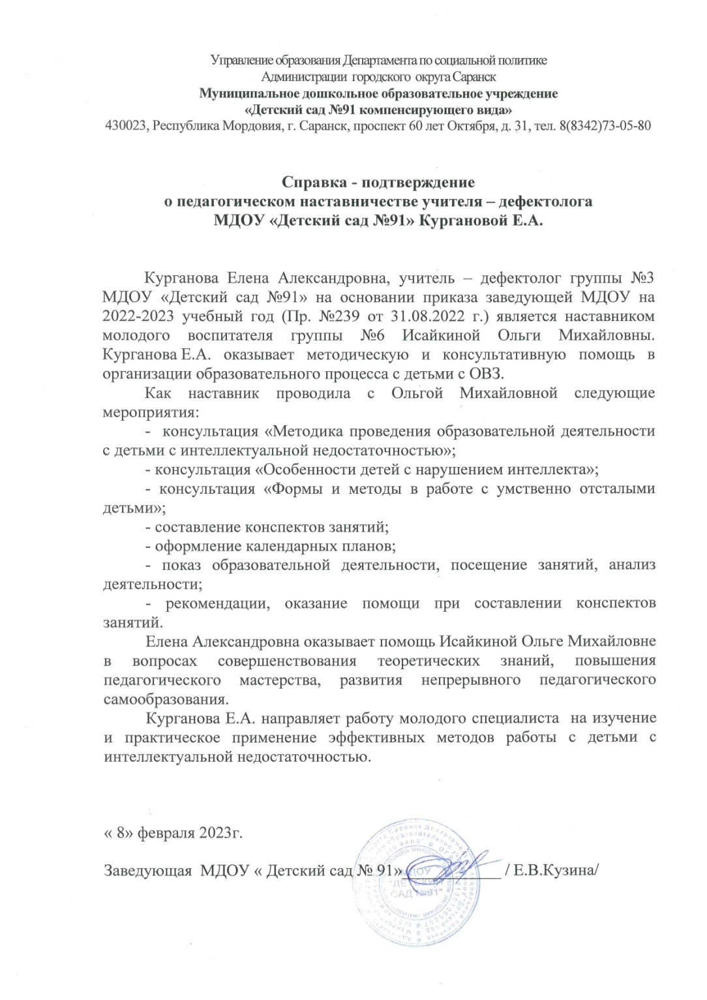 Управление образования Департамента по социальной политике
Администрации городского округа Саранск
Муниципальное дошкольное образовательное учреждение
«Детский сад №91 компенсирующего вида»
430023, Республика Мордовия, г. Саранск, проспект 60 лет Октября, д. 31, тел. 8(8342)73-05-80
Справка - подтверждение
о педагогическом наставничестве учителя – дефектолога
МДОУ «Детский сад №91» Кургановой Е.А.
Курганова Елена Александровна, учитель – дефектолог группы №3
МДОУ «Детский сад №91» на основании приказа заведующей МДОУ на
2022-2023 учебный год (Пр. №239 от 31.08.2022 г.) является наставником
молодого воспитателя группы №6 Исайкиной Ольги Михайловны.
Курганова Е.А. оказывает методическую и консультативную помощь в
организации образовательного процесса с детьми с ОВЗ.
Как наставник проводила с Ольгой Михайловной следующие
мероприятия:
- консультация «Методика проведения образовательной деятельности
с детьми с интеллектуальной недостаточностью»;
- консультация «Особенности детей с нарушением интеллекта»;
- консультация «Формы и методы в работе с умственно отсталыми
детьми»;
- составление конспектов занятий;
- оформление календарных планов;
- показ образовательной деятельности, посещение занятий, анализ
деятельности;
- рекомендации, оказание помощи при составлении конспектов
занятий.
Елена Александровна оказывает помощь Исайкиной Ольге Михайловне
в вопросах совершенствования теоретических знаний, повышения
педагогического мастерства, развития непрерывного педагогического
самообразования.
Курганова Е.А. направляет работу молодого специалиста на изучение
и практическое применение эффективных методов работы с детьми с
интеллектуальной недостаточностью.
« 8» февраля 2023г.
Заведующая МДОУ « Детский сад № 91»____________/ Е.В.Кузина/
МДОУ
"ДЕТСКИЙ
САД №91"